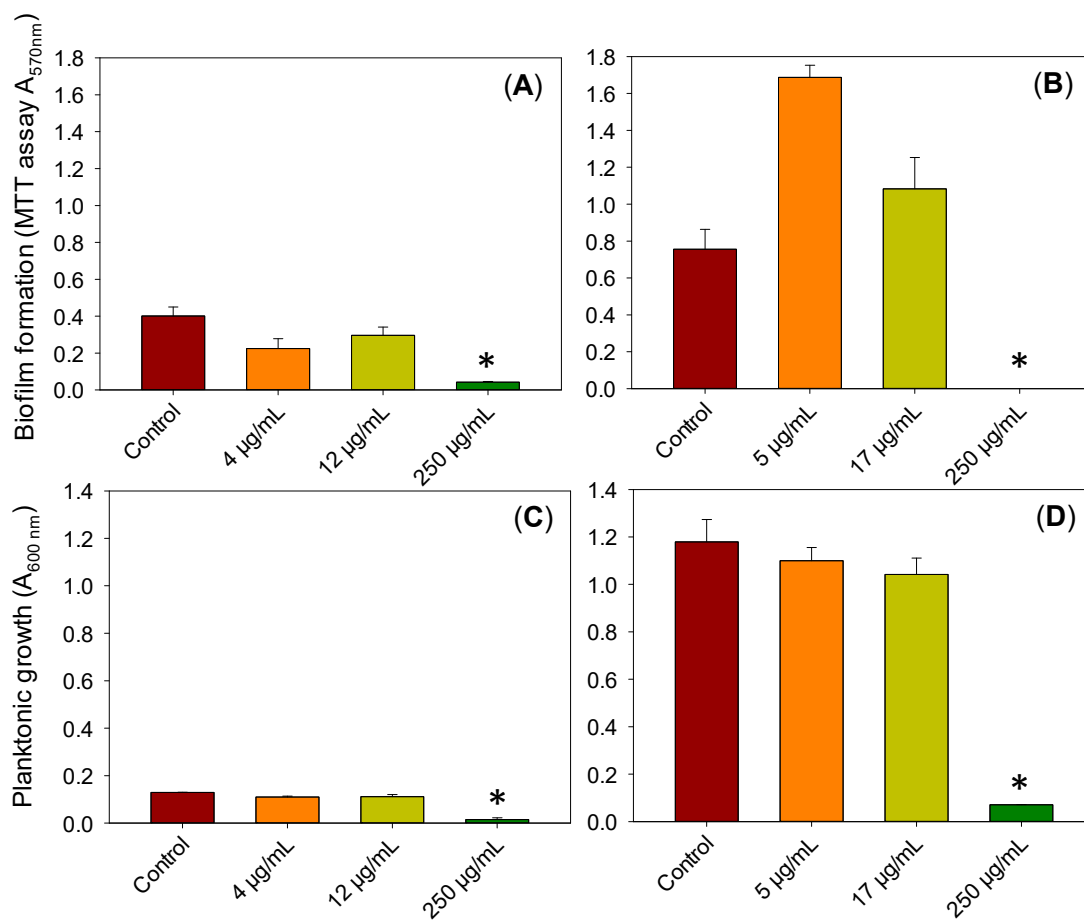 Biofilm formation (MTT assay A570nm)
1.8
1.6
1.4
1.2
1.0
0.8
0.6
0.4
0.2
0.0
(A)
*
Control
4 µg/mL
12 µg/mL
250 µg/mL
1.8
1.6
1.4
1.2
1.0
0.8
0.6
0.4
0.2
0.0
(B)
*
Control
5 µg/mL
17 µg/mL
250 µg/mL
Planktonic growth (A600 nm)
1.4
1.2
1.0
0.8
0.6
0.4
0.2
0.0
(C)
*
Control
4 µg/mL
12 µg/mL
250 µg/mL
1.4
1.2
1.0
0.8
0.6
0.4
0.2
0.0
(D)
*
Control
5 µg/mL
17 µg/mL
250 µg/mL